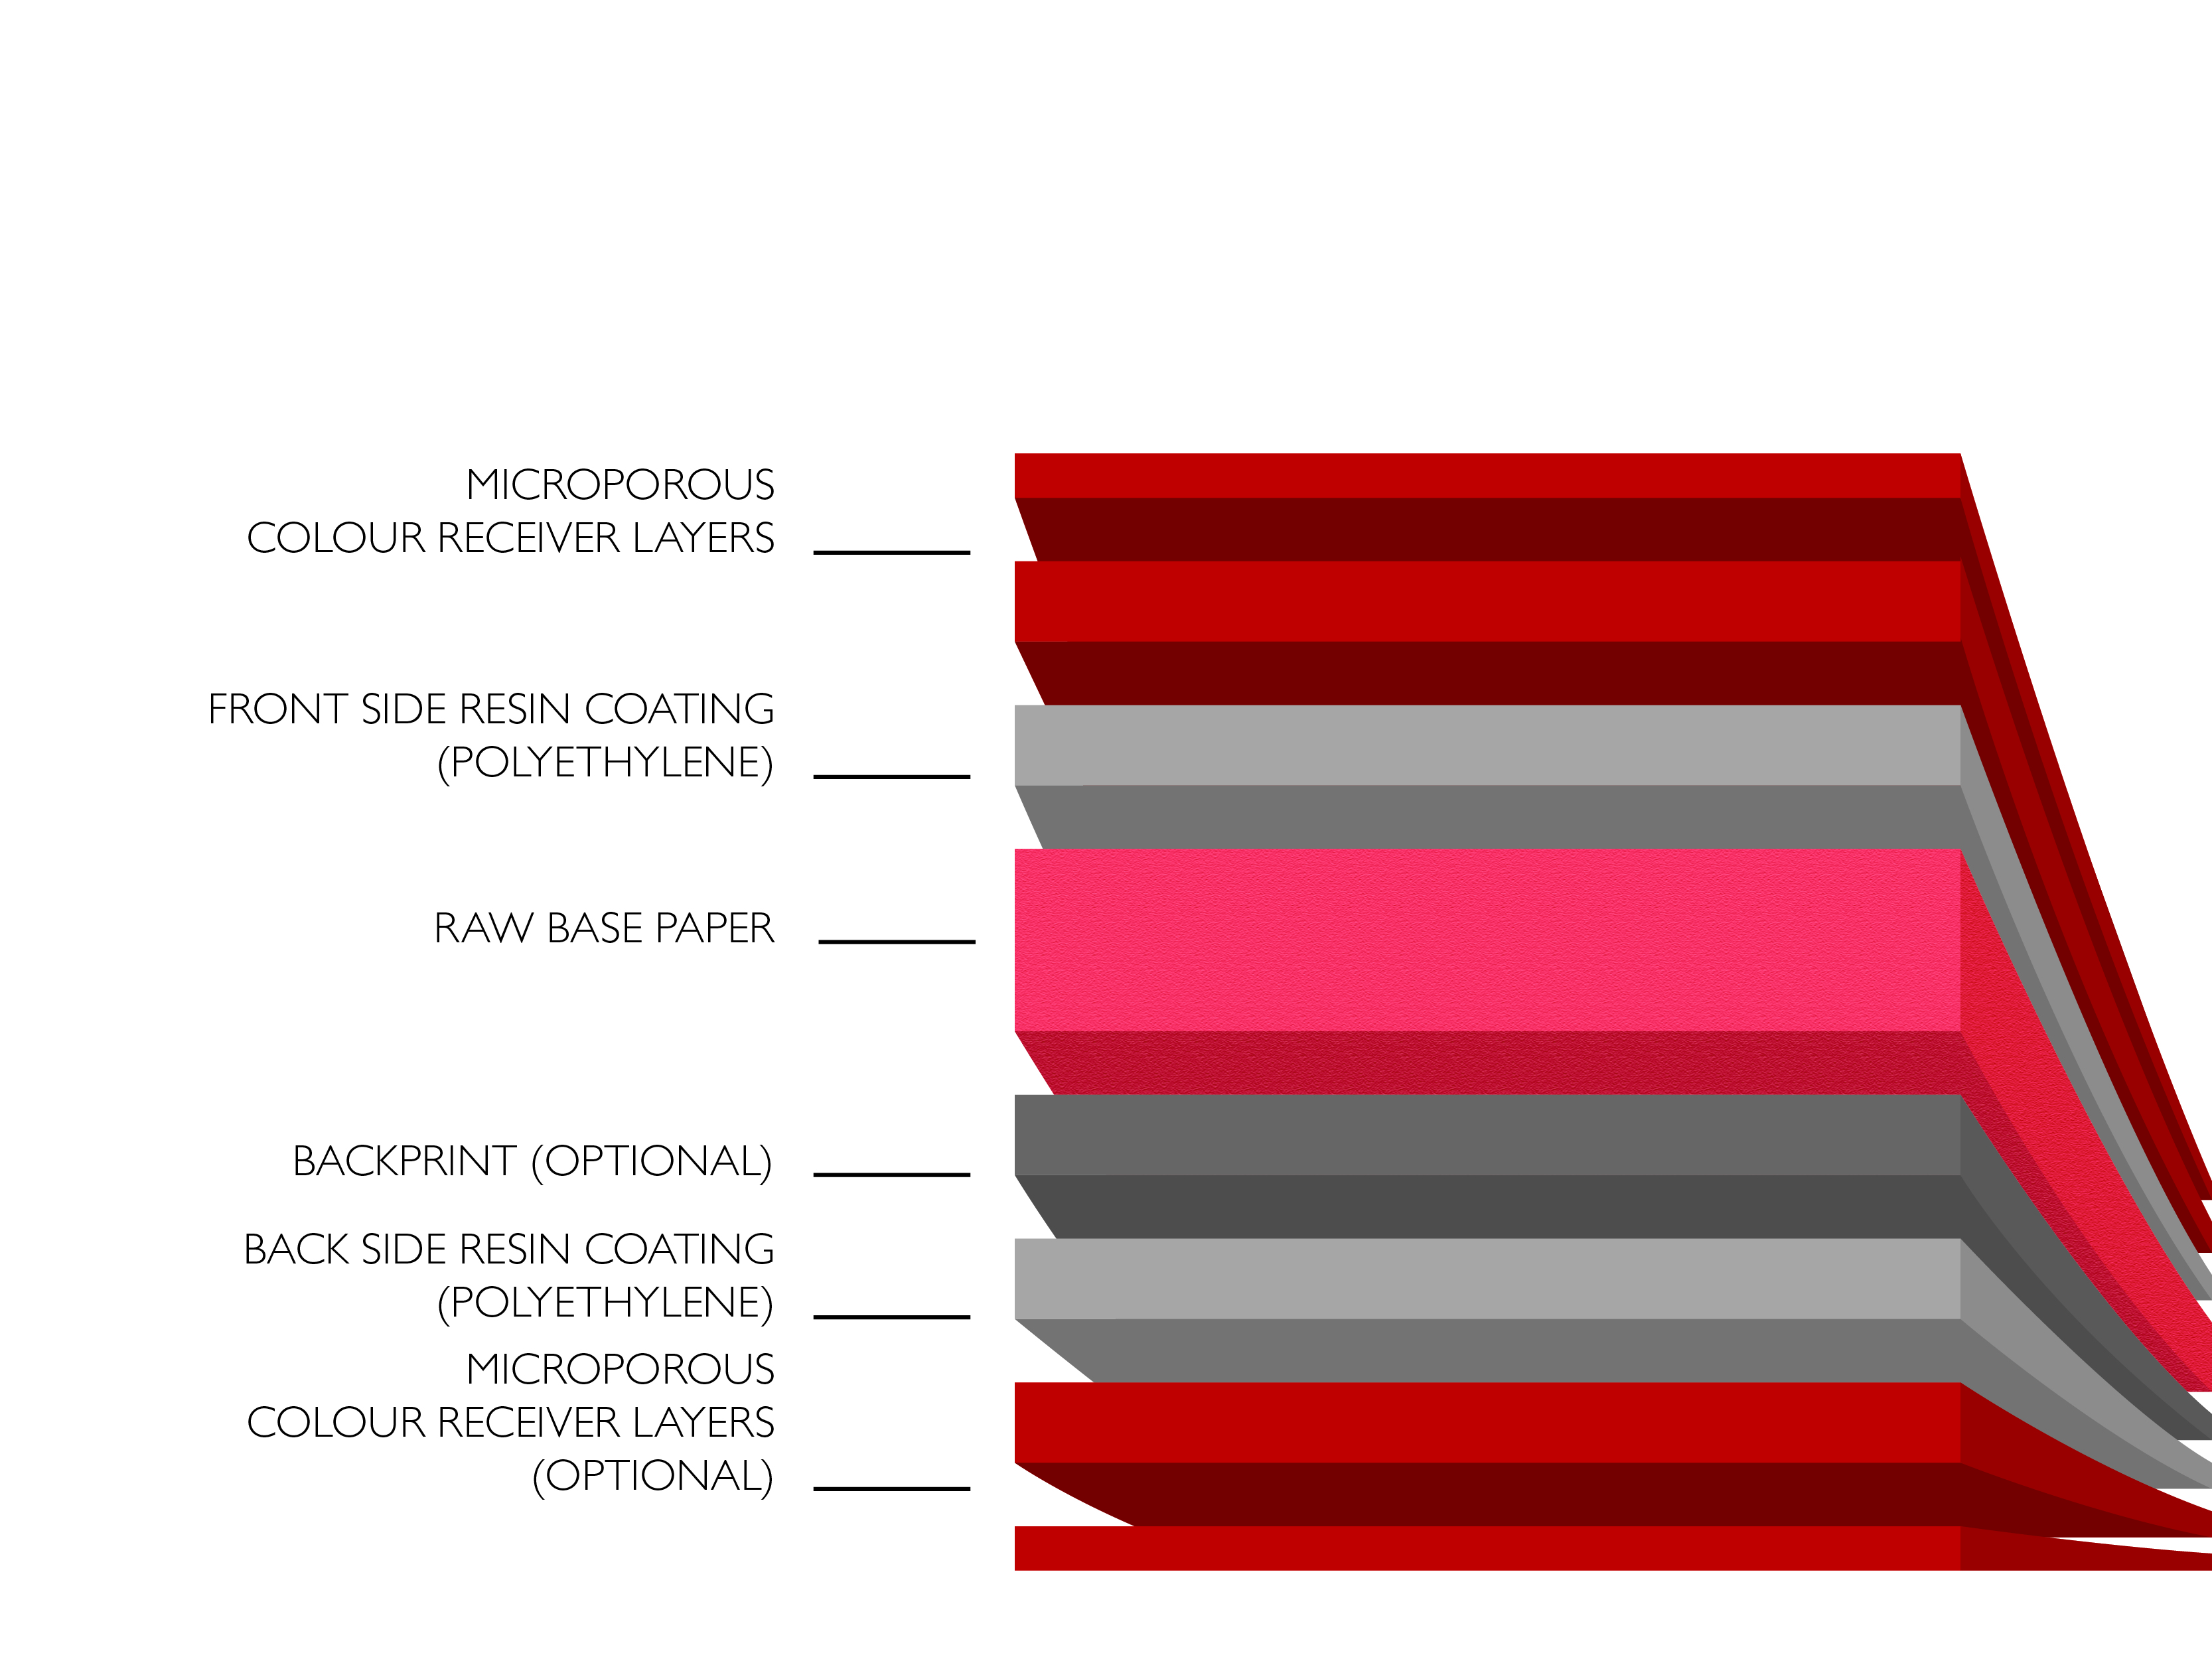 MICROPOROUS
COLOUR RECEIVER LAYERS
FRONT SIDE RESIN COATING
(POLYETHYLENE)
RAW BASE PAPER
BACKPRINT (OPTIONAL)
BACK SIDE RESIN COATING
(POLYETHYLENE)
MICROPOROUS
COLOUR RECEIVER LAYERS
(OPTIONAL)